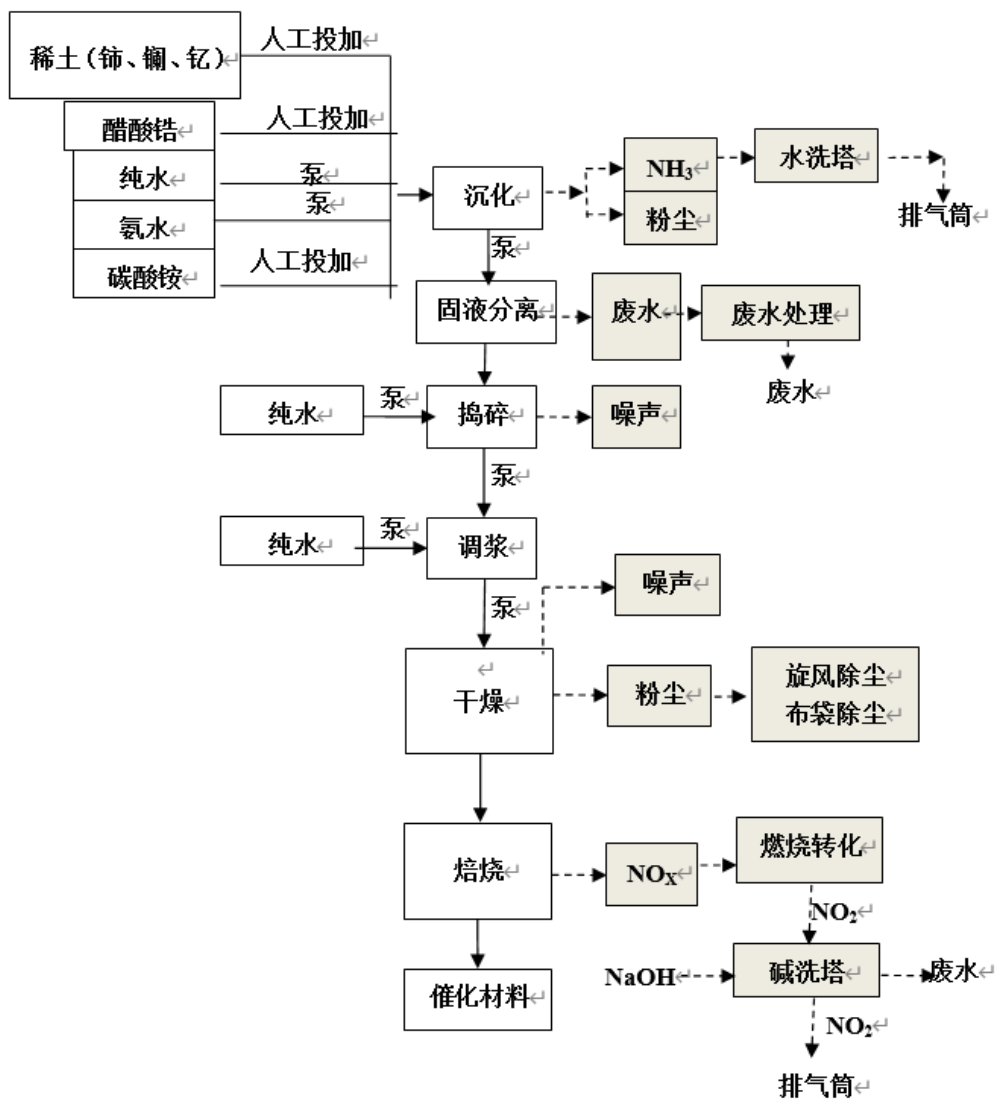 稀土（铈、镧、钇）
人工投加
醋酸锆
人工投加
纯水
泵
氨水
泵
碳酸铵
人工投加
沉化
NH₃
粉尘
水洗塔
排气筒
泵
固液分离
废水
废水处理
废水
纯水
泵
捣碎
噪声
泵
纯水
泵
调浆
泵
噪声
干燥
粉尘
旋风除尘
布袋除尘
焙烧
NOX
燃烧转化
NO₂
NaOH
碱洗塔
废水
催化材料
NO₂
排气筒